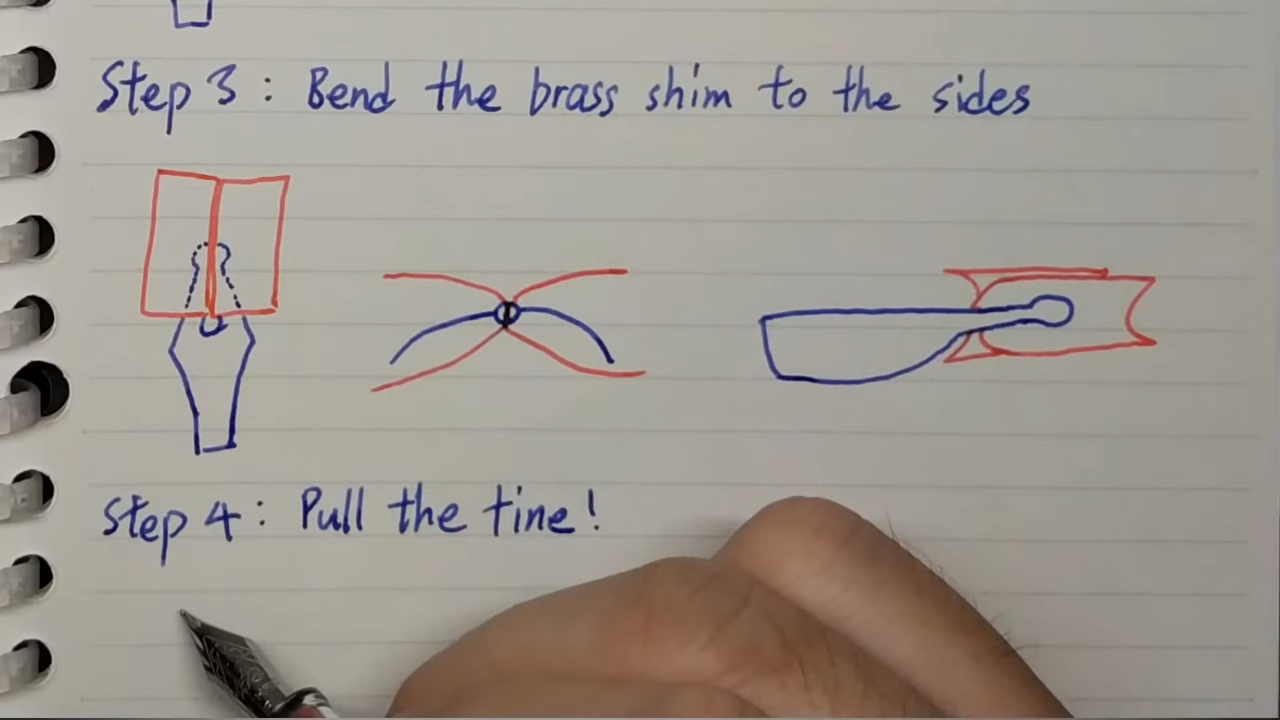 Step 3 : Bend the brass shim to the sides
Step 4 : Pull the tine!